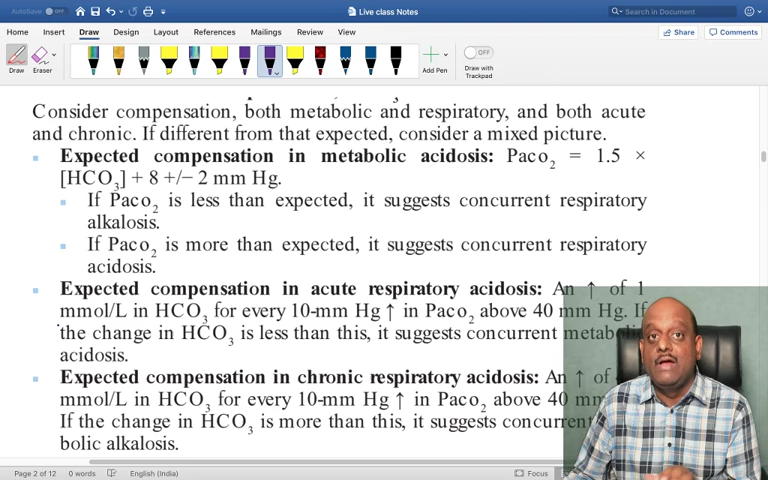 AutoSave OFF
Live class Notes
Search in Document
Home Insert Draw Design Layout References Mailings Review View
Share Comments
OFF
Draw Eraser Add Pen Draw with Trackpad
Consider compensation, both metabolic and respiratory, and both acute
and chronic. If different from that expected, consider a mixed picture.
Expected compensation in metabolic acidosis: Paco2 = 1.5 ×
[HCO3] + 8 +/− 2 mm Hg.
If Paco2 is less than expected, it suggests concurrent respiratory
alkalosis.
If Paco2 is more than expected, it suggests concurrent respiratory
acidosis.
Expected compensation in acute respiratory acidosis: An ↑ of 1
mmol/L in HCO3 for every 10-mm Hg ↑ in Paco2 above 40 mm Hg. If
the change in HCO3 is less than this, it suggests concurrent
acidosis.
Expected compensation in chronic respiratory acidosis: An ↑ of
mmol/L in HCO3 for every 10-mm Hg ↑ in Paco2 above 40
If the change in HCO3 is more than this, it suggests concurrent
bolic alkalosis.
Page 2 of 12 0 words English (India) Focus